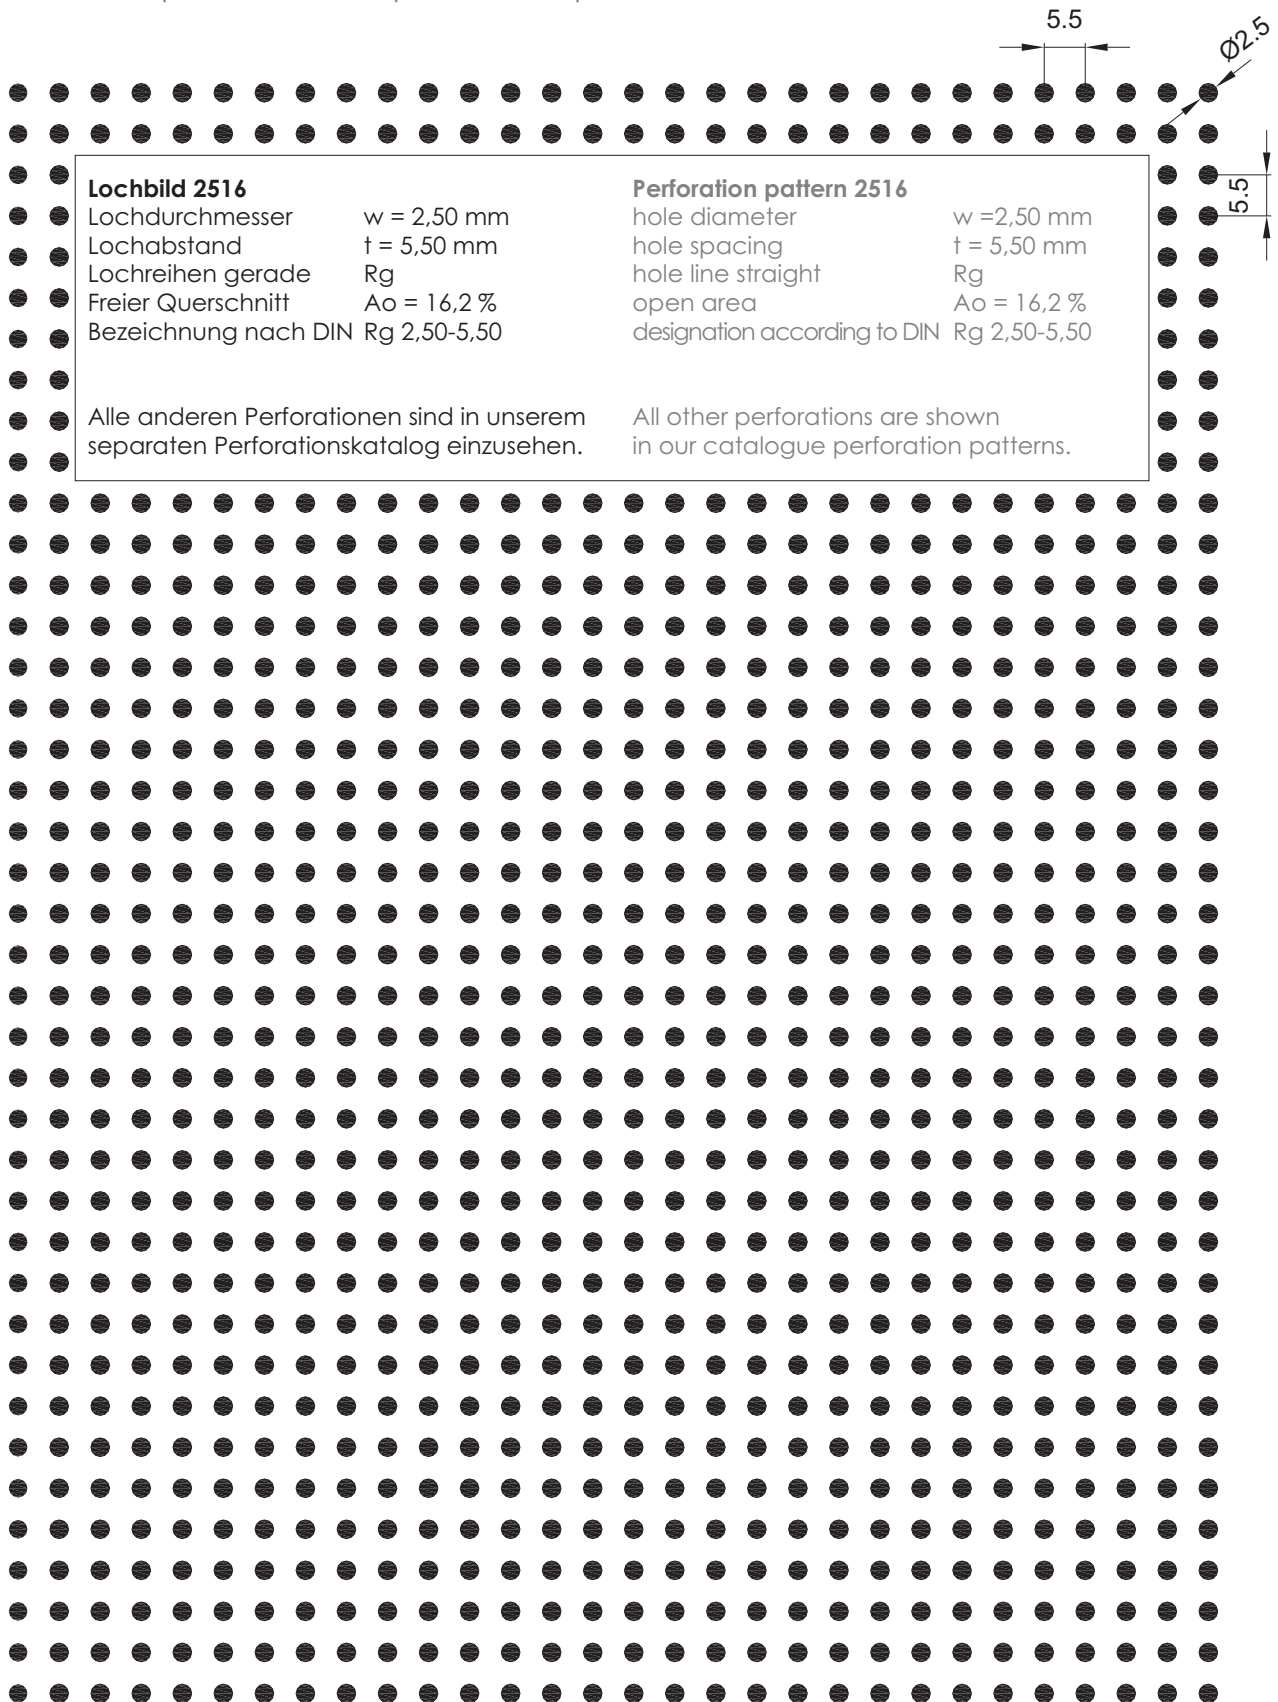 5.5
Ø2.5
5.5
Lochbild 2516
Lochdurchmesser w = 2,50 mm
Lochabstand t = 5,50 mm
Lochreihen gerade Rg
Freier Querschnitt Ao = 16,2 %
Bezeichnung nach DIN Rg 2,50-5,50
Alle anderen Perforationen sind in unserem
separaten Perforationskatalog einzusehen.
Perforation pattern 2516
hole diameter w =2,50 mm
hole spacing t = 5,50 mm
hole line straight Rg
open area Ao = 16,2 %
designation according to DIN Rg 2,50-5,50
All other perforations are shown
in our catalogue perforation patterns.